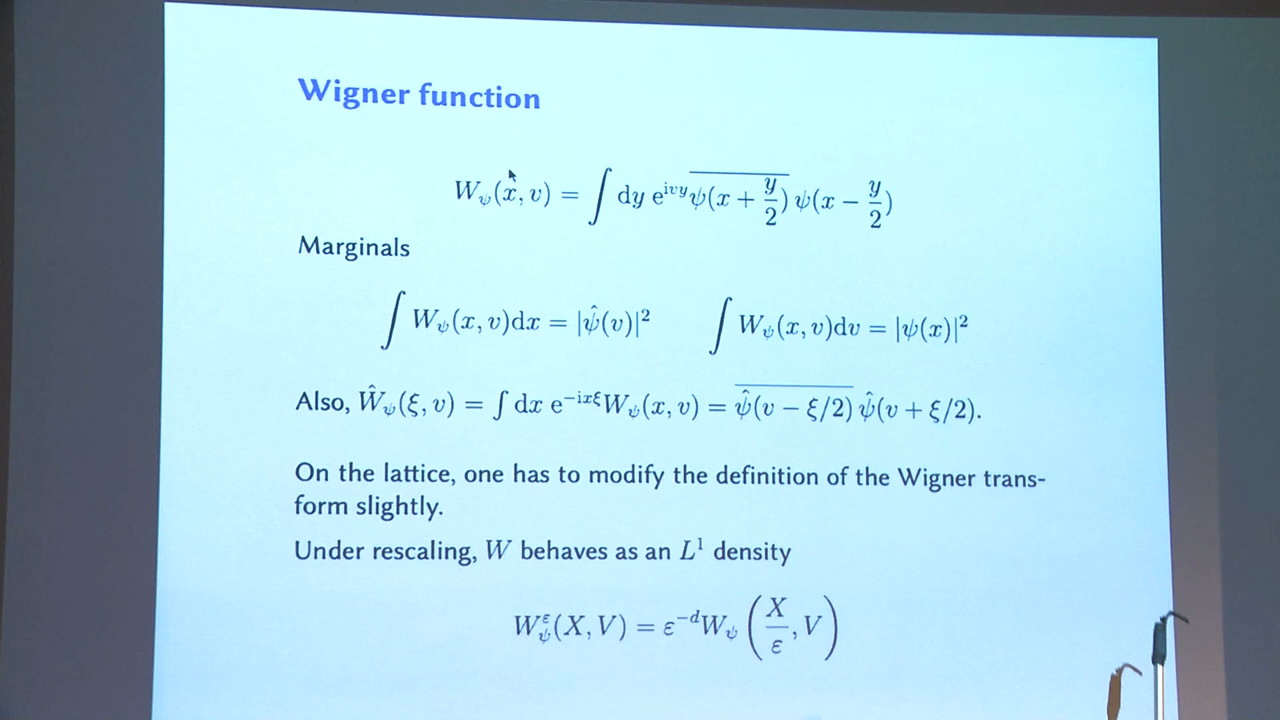 Wigner function
$W_\psi(x, v) = \int dy\, e^{ivy} \overline{\psi(x + \frac{y}{2})}\, \psi(x - \frac{y}{2})$
Marginals
$\int W_\psi(x, v)dx = |\hat{\psi}(v)|^2 \qquad \int W_\psi(x, v)dv = |\psi(x)|^2$
Also, $\hat{W}_\psi(\xi, v) = \int dx\, e^{-ix\xi} W_\psi(x, v) = \overline{\hat{\psi}(v - \xi/2)}\, \hat{\psi}(v + \xi/2).$
On the lattice, one has to modify the definition of the Wigner trans-
form slightly.
Under rescaling, $W$ behaves as an $L^1$ density
$W_\psi^\varepsilon(X, V) = \varepsilon^{-d} W_\psi\left(\frac{X}{\varepsilon}, V\right)$